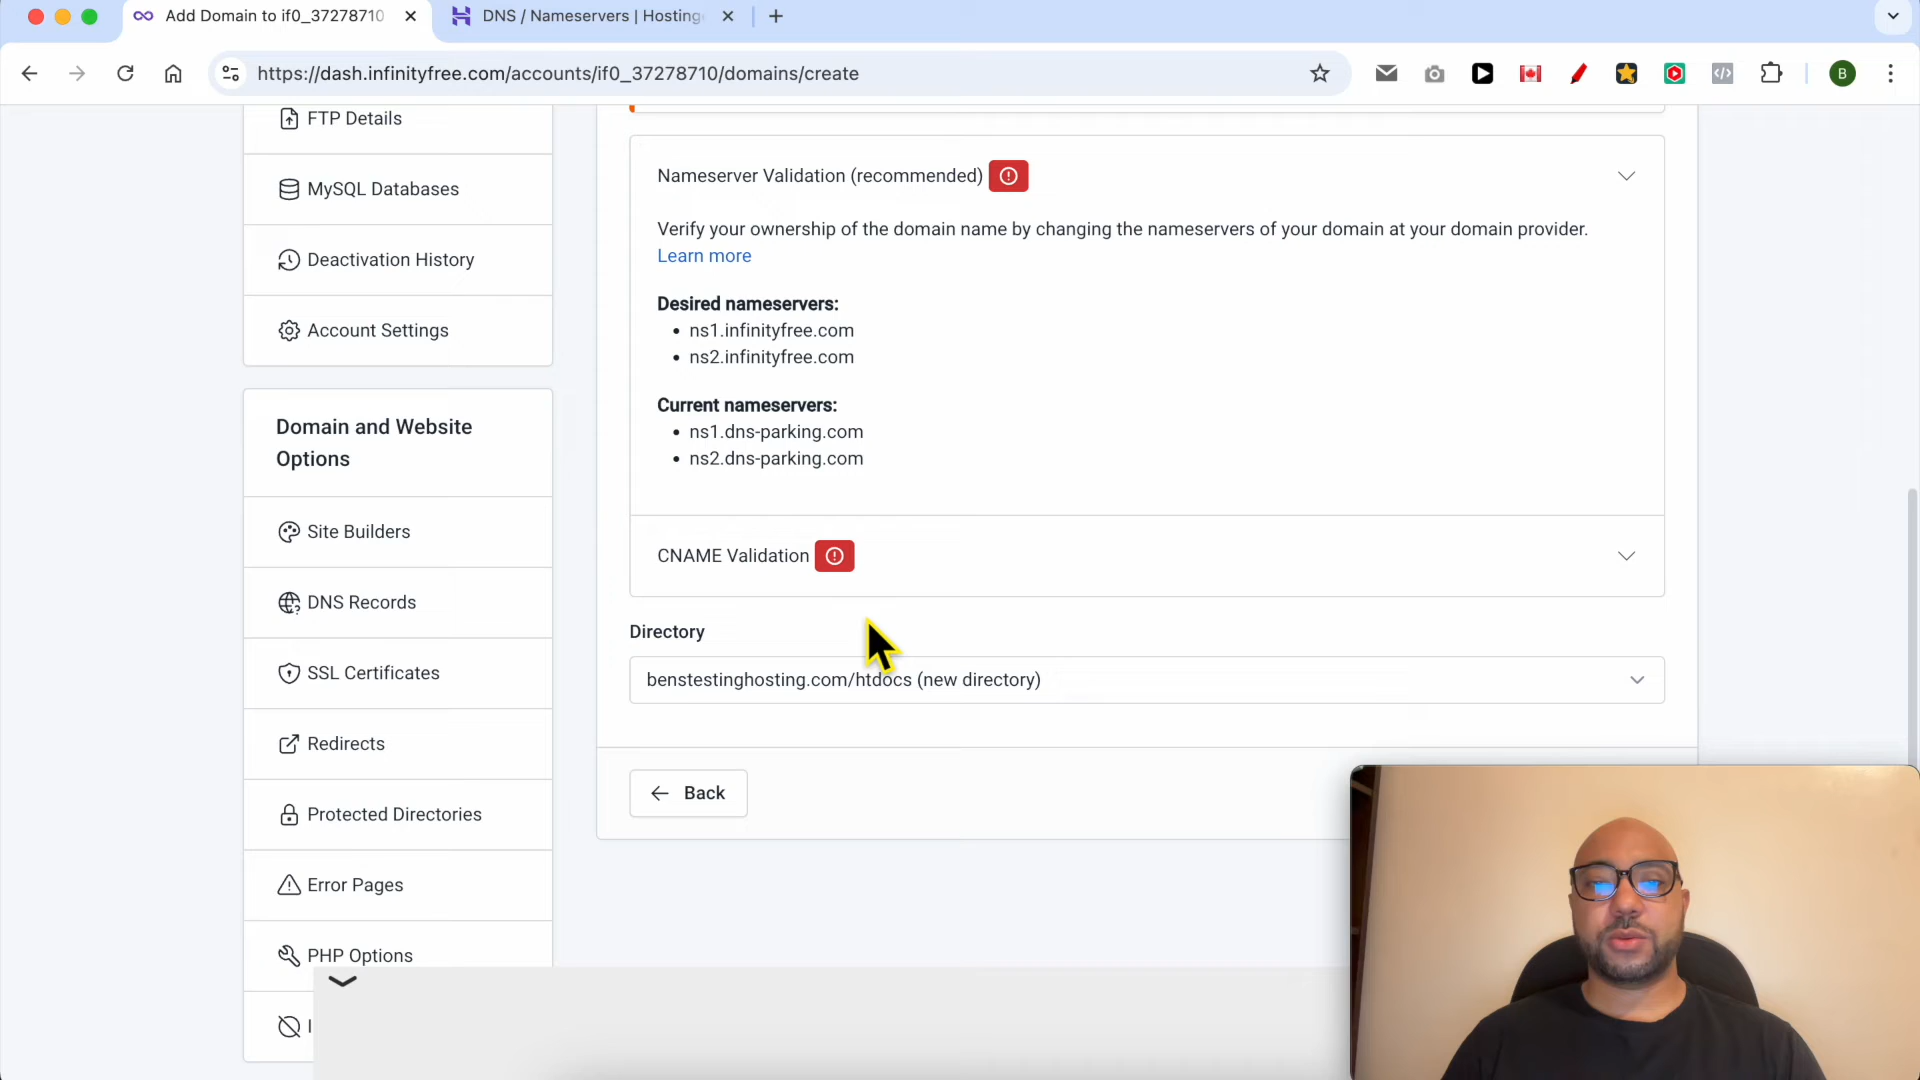 Add Domain to if0_37278710
DNS / Nameservers | Hosting
https://dash.infinityfree.com/accounts/if0_37278710/domains/create
B
FTP Details
MySQL Databases
Deactivation History
Account Settings
Domain and Website
Options
Site Builders
DNS Records
SSL Certificates
Redirects
Protected Directories
Error Pages
PHP Options
Nameserver Validation (recommended)
Verify your ownership of the domain name by changing the nameservers of your domain at your domain provider.
Learn more
Desired nameservers:
• ns1.infinityfree.com
• ns2.infinityfree.com
Current nameservers:
• ns1.dns-parking.com
• ns2.dns-parking.com
CNAME Validation
Directory
benstestinghosting.com/htdocs (new directory)
Back